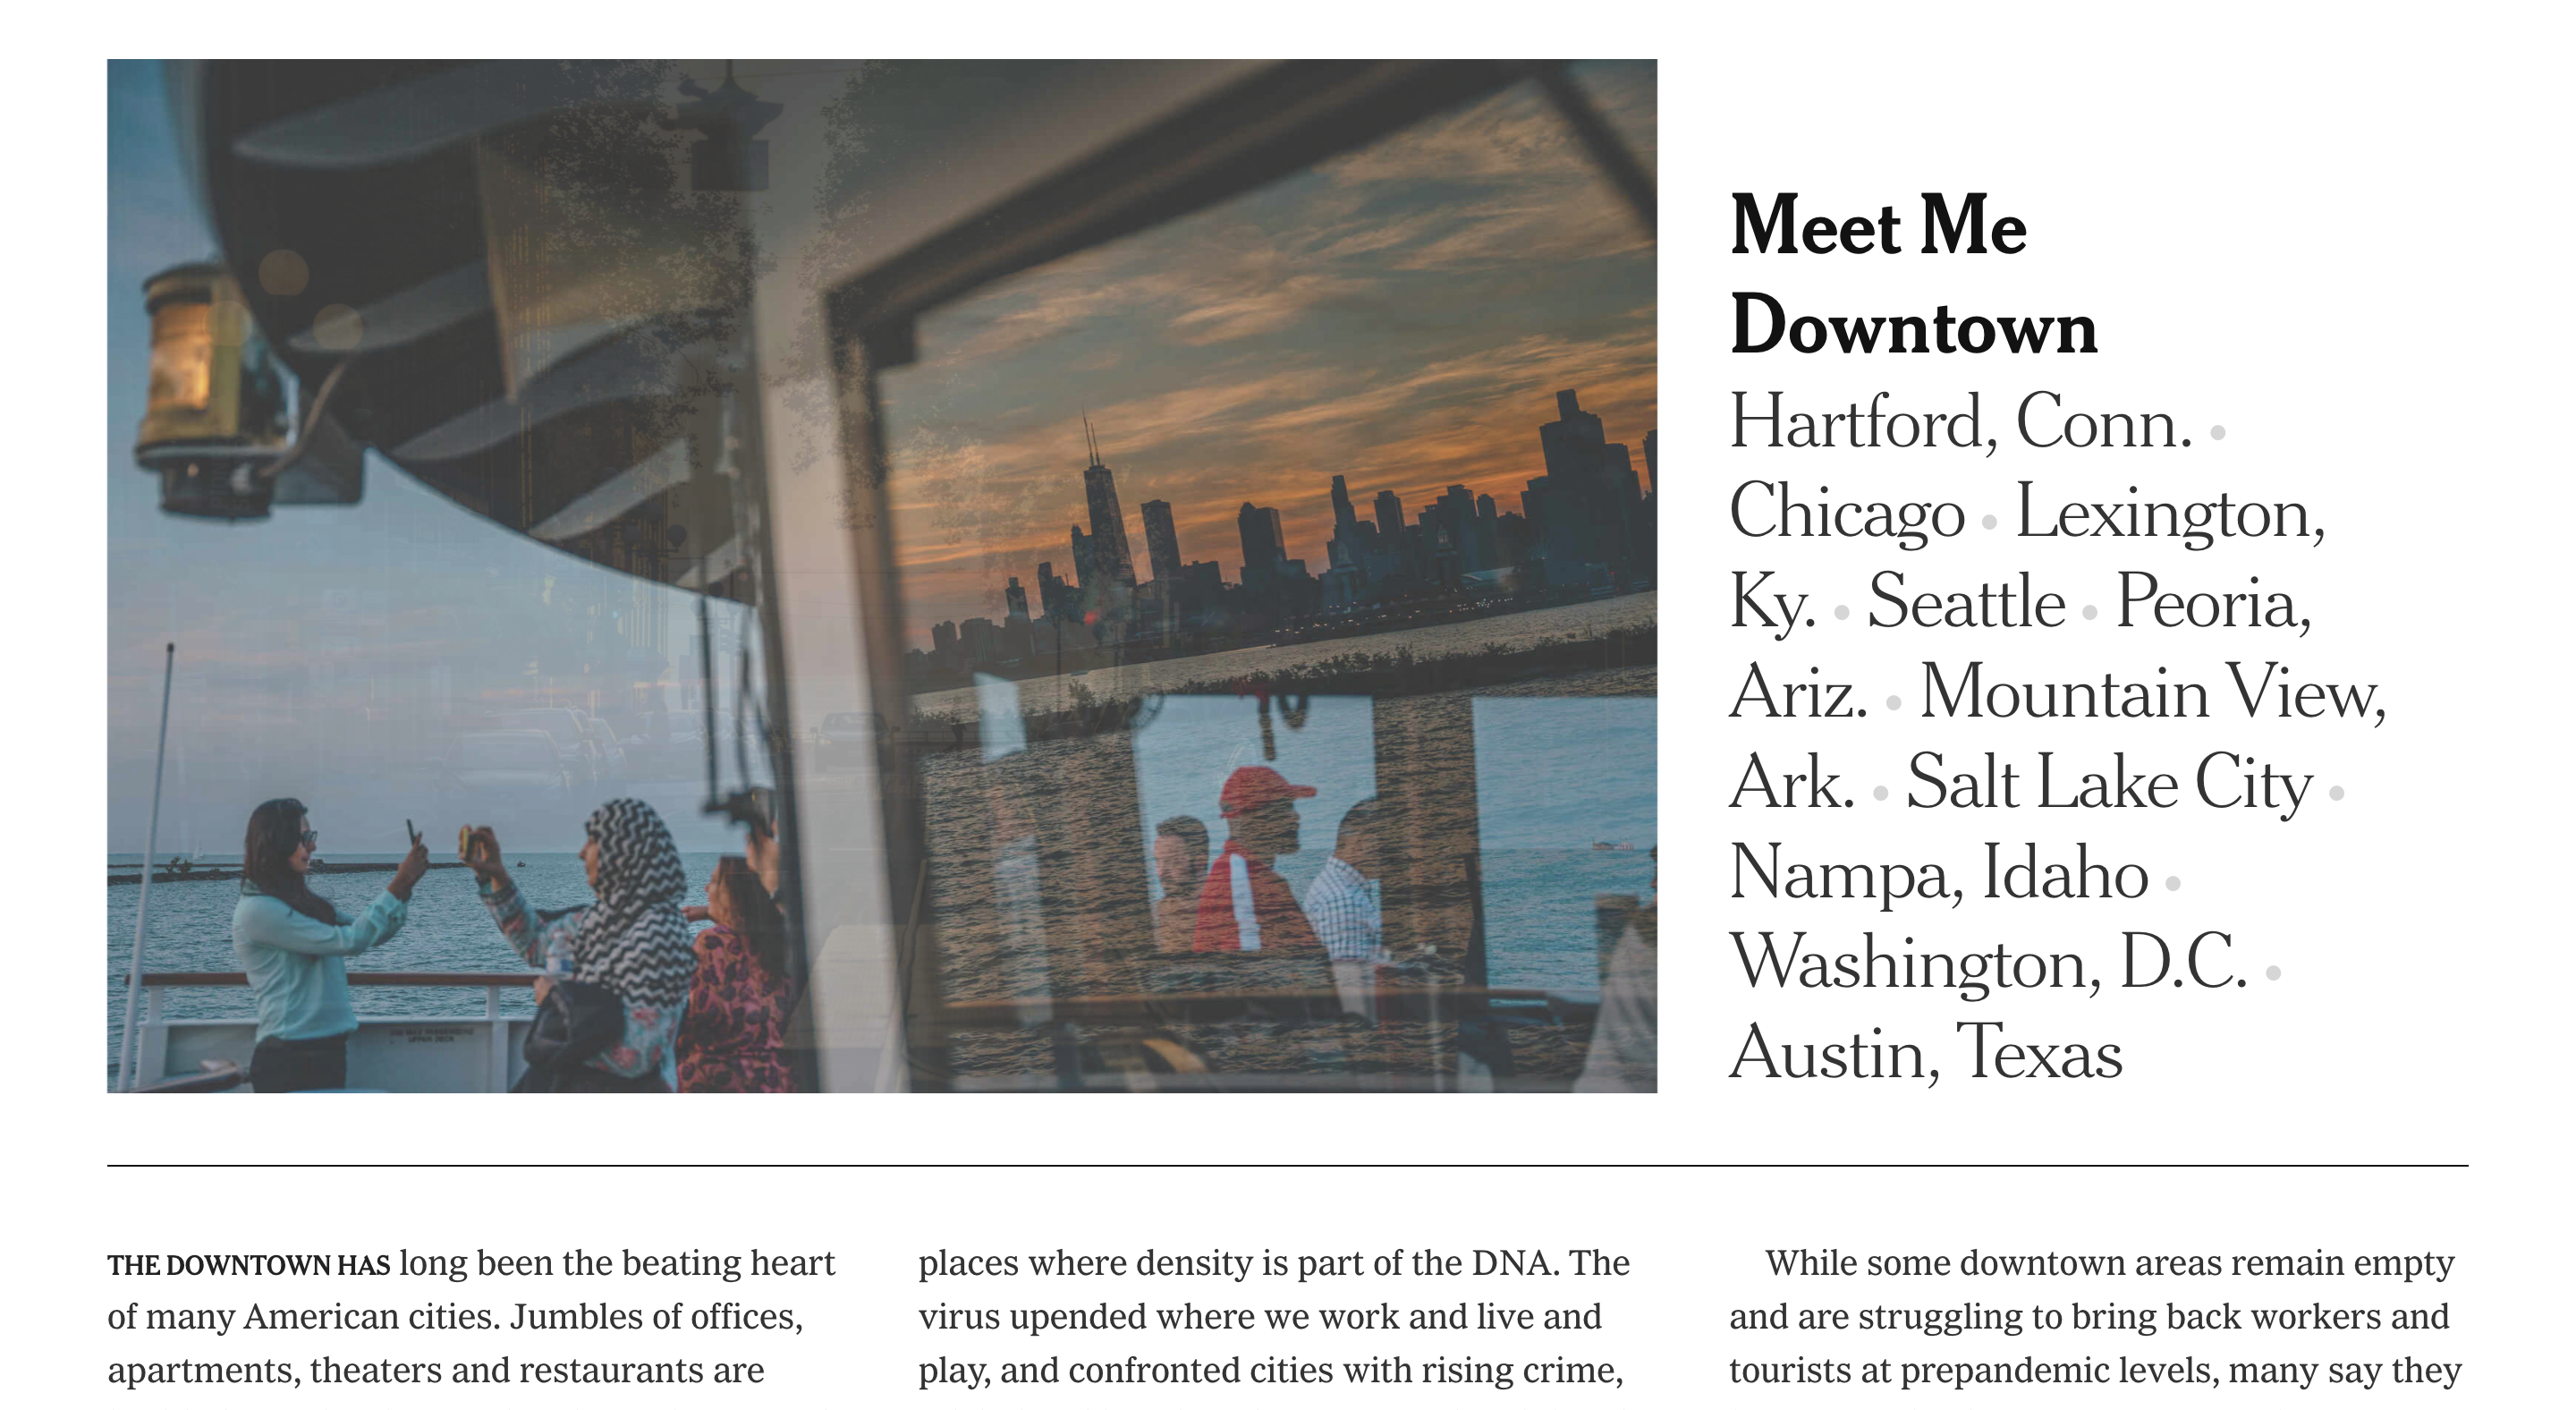 Meet Me
Downtown
Hartford, Conn. •
Chicago • Lexington,
Ky. • Seattle • Peoria,
Ariz. • Mountain View,
Ark. • Salt Lake City •
Nampa, Idaho •
Washington, D.C. •
Austin, Texas
THE DOWNTOWN HAS long been the beating heart
of many American cities. Jumbles of offices,
apartments, theaters and restaurants are
places where density is part of the DNA. The
virus upended where we work and live and
play, and confronted cities with rising crime,
While some downtown areas remain empty
and are struggling to bring back workers and
tourists at prepandemic levels, many say they